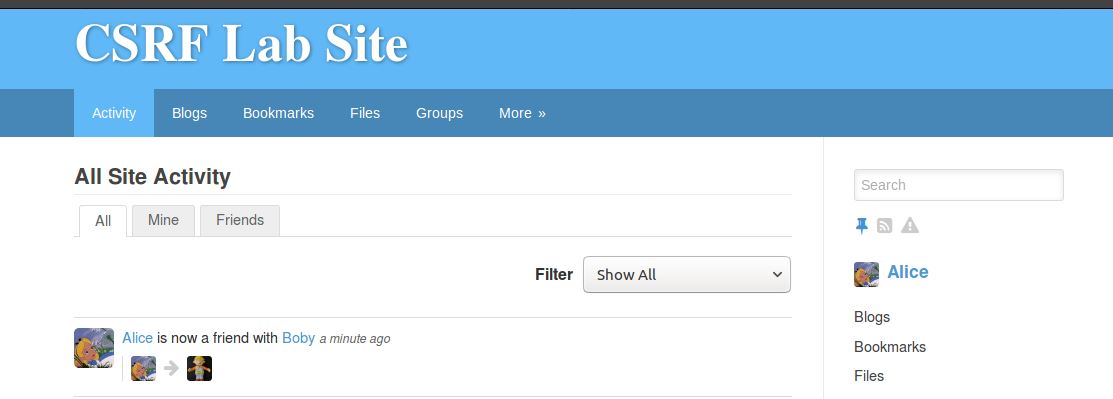 CSRF Lab Site
Activity Blogs Bookmarks Files Groups More »
All Site Activity
All Mine Friends
Filter Show All
Alice is now a friend with Boby a minute ago
Search
Alice
Blogs
Bookmarks
Files